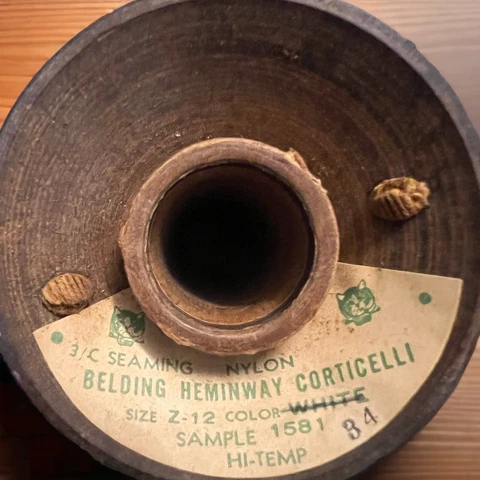 3/C SEAMING NYLON
BELDING HEMINWAY CORTICELLI
SIZE Z-12 COLOR WHITE
SAMPLE 1581 34
HI-TEMP